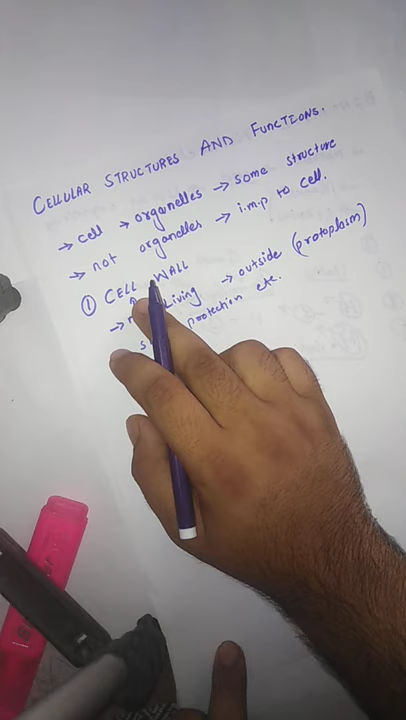 CELLULAR STRUCTURES AND FUNCTIONS.
→ cell → organelles → some structure
→ not organelles → i.m.p to cell.
① CELL WALL
→ Living → outside (protoplasm)
protection etc.